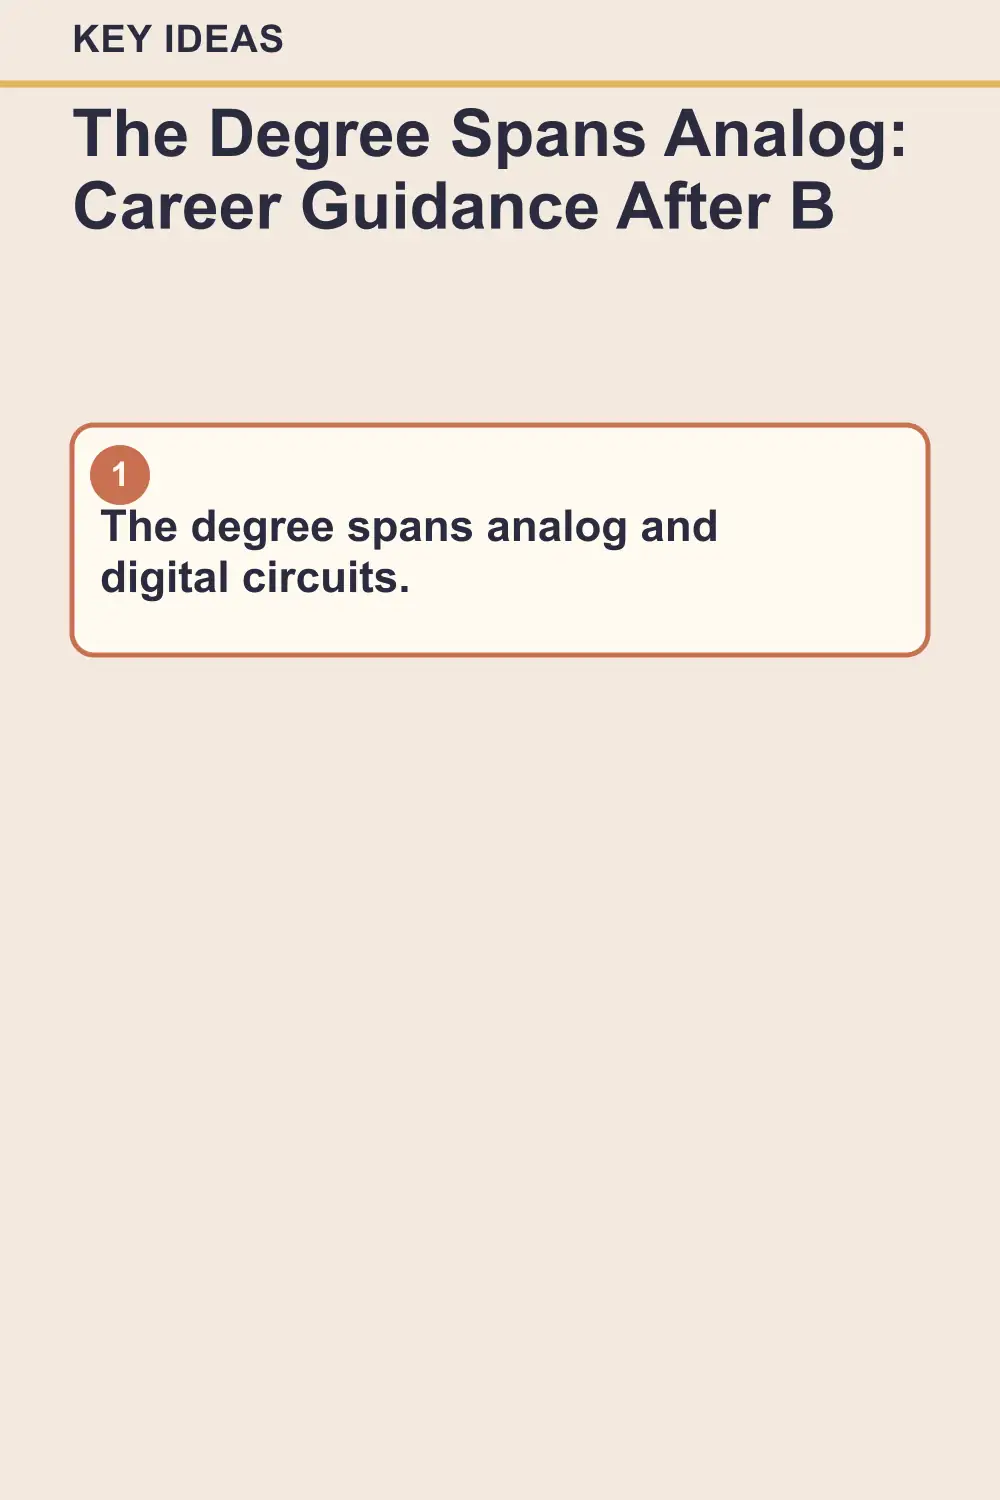 KEY IDEAS
The Degree Spans Analog:
Career Guidance After B
1
The degree spans analog and
digital circuits.